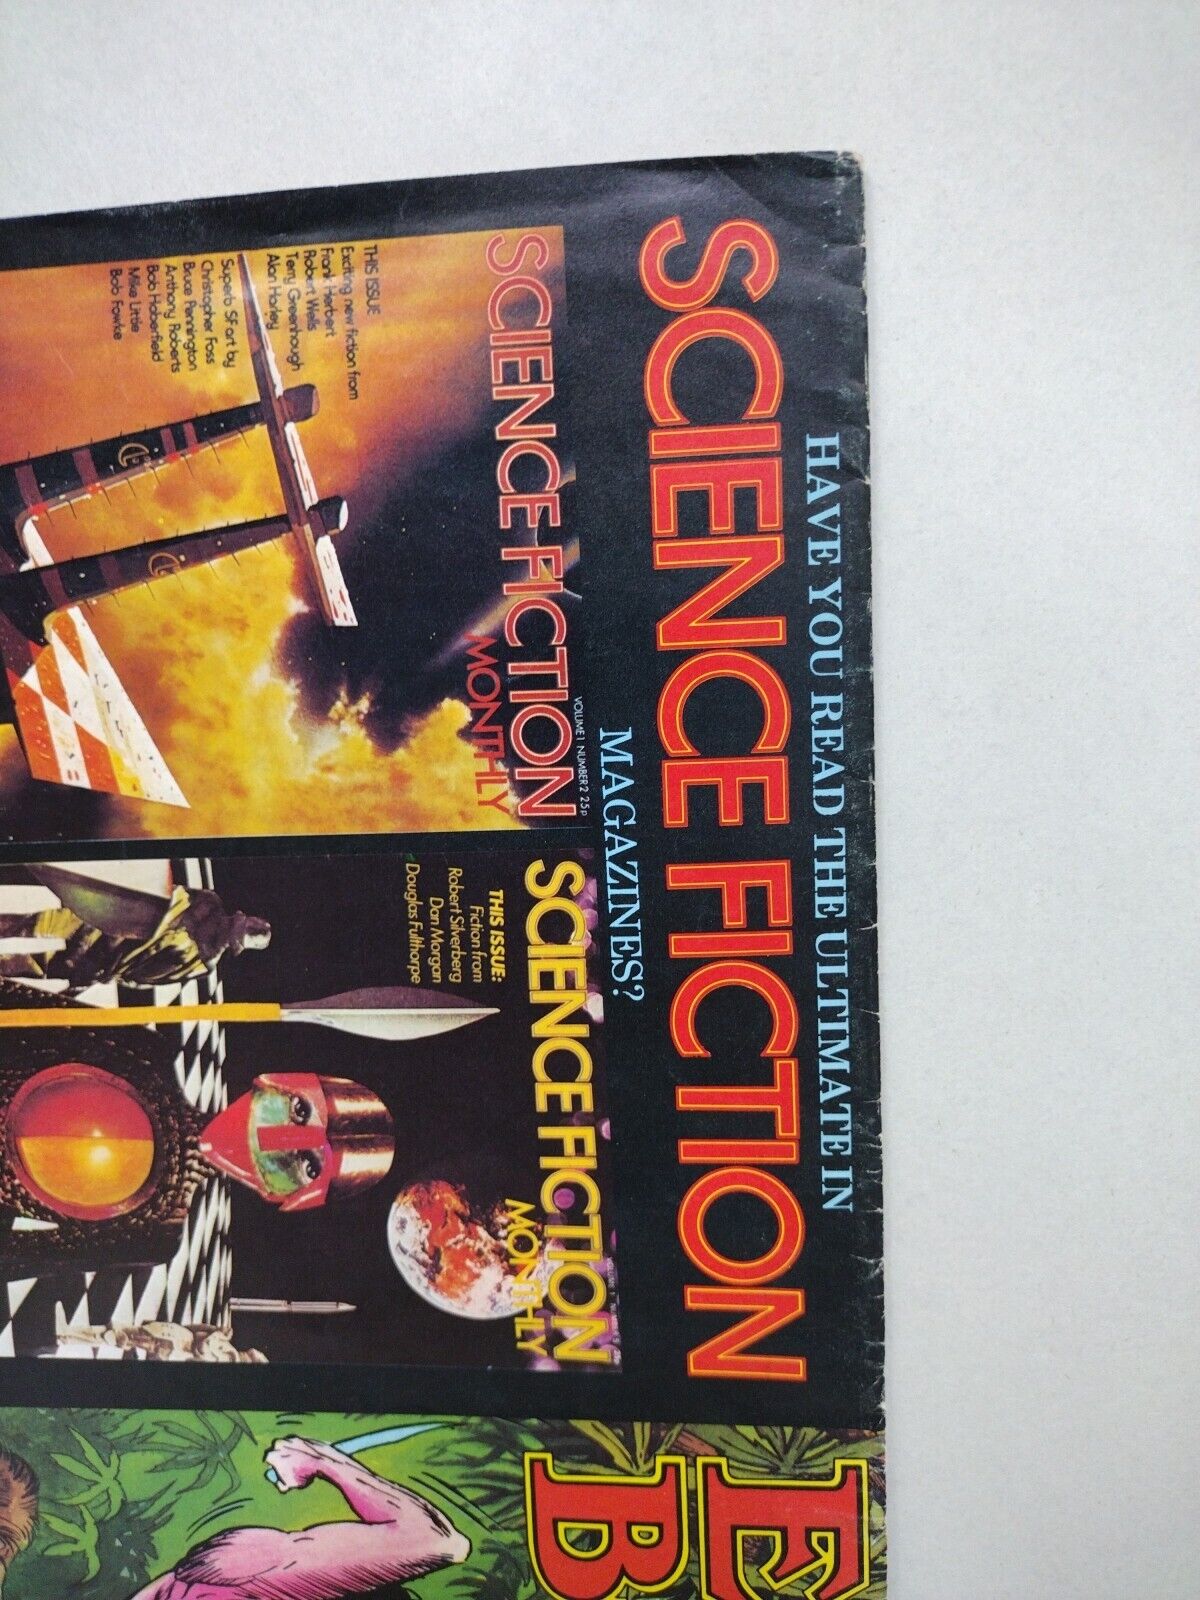 HAVE YOU READ THE ULTIMATE IN
SCIENCE FICTION
MAGAZINES?
VOLUME 1 NUMBER 2 25p
SCIENCE FICTION
MONTHLY
THIS ISSUE
Exciting new fiction from
Frank Herbert
Robert Wells
Terry Greenhough
Alan Harley
Superb SF art by
Christopher Foss
Bruce Pennington
Anthony Roberts
Bob Haberfield
Mike Little
Bob Fowke
SCIENCE FICTION
MONTHLY
THIS ISSUE:
Fiction from
Robert Silverberg
Dan Morgan
Douglas Fulthorpe
E
B